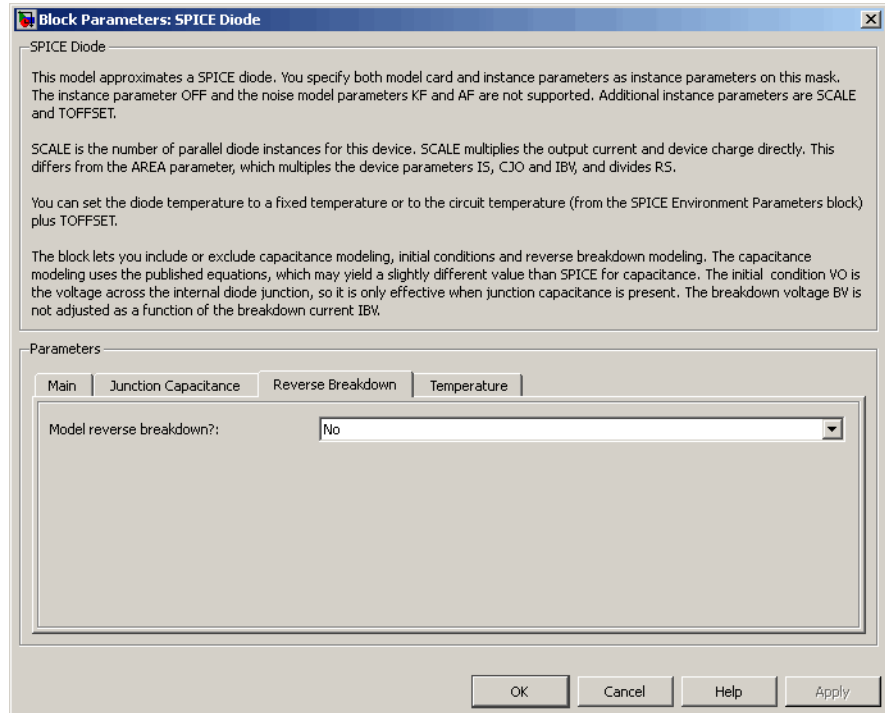 Block Parameters: SPICE Diode
SPICE Diode
This model approximates a SPICE diode. You specify both model card and instance parameters as instance parameters on this mask.
The instance parameter OFF and the noise model parameters KF and AF are not supported. Additional instance parameters are SCALE
and TOFFSET.
SCALE is the number of parallel diode instances for this device. SCALE multiplies the output current and device charge directly. This
differs from the AREA parameter, which multiples the device parameters IS, CJO and IBV, and divides RS.
You can set the diode temperature to a fixed temperature or to the circuit temperature (from the SPICE Environment Parameters block)
plus TOFFSET.
The block lets you include or exclude capacitance modeling, initial conditions and reverse breakdown modeling. The capacitance
modeling uses the published equations, which may yield a slightly different value than SPICE for capacitance. The initial condition VO is
the voltage across the internal diode junction, so it is only effective when junction capacitance is present. The breakdown voltage BV is
not adjusted as a function of the breakdown current IBV.
Parameters
Main Junction Capacitance Reverse Breakdown Temperature
Model reverse breakdown?: No
OK Cancel Help Apply